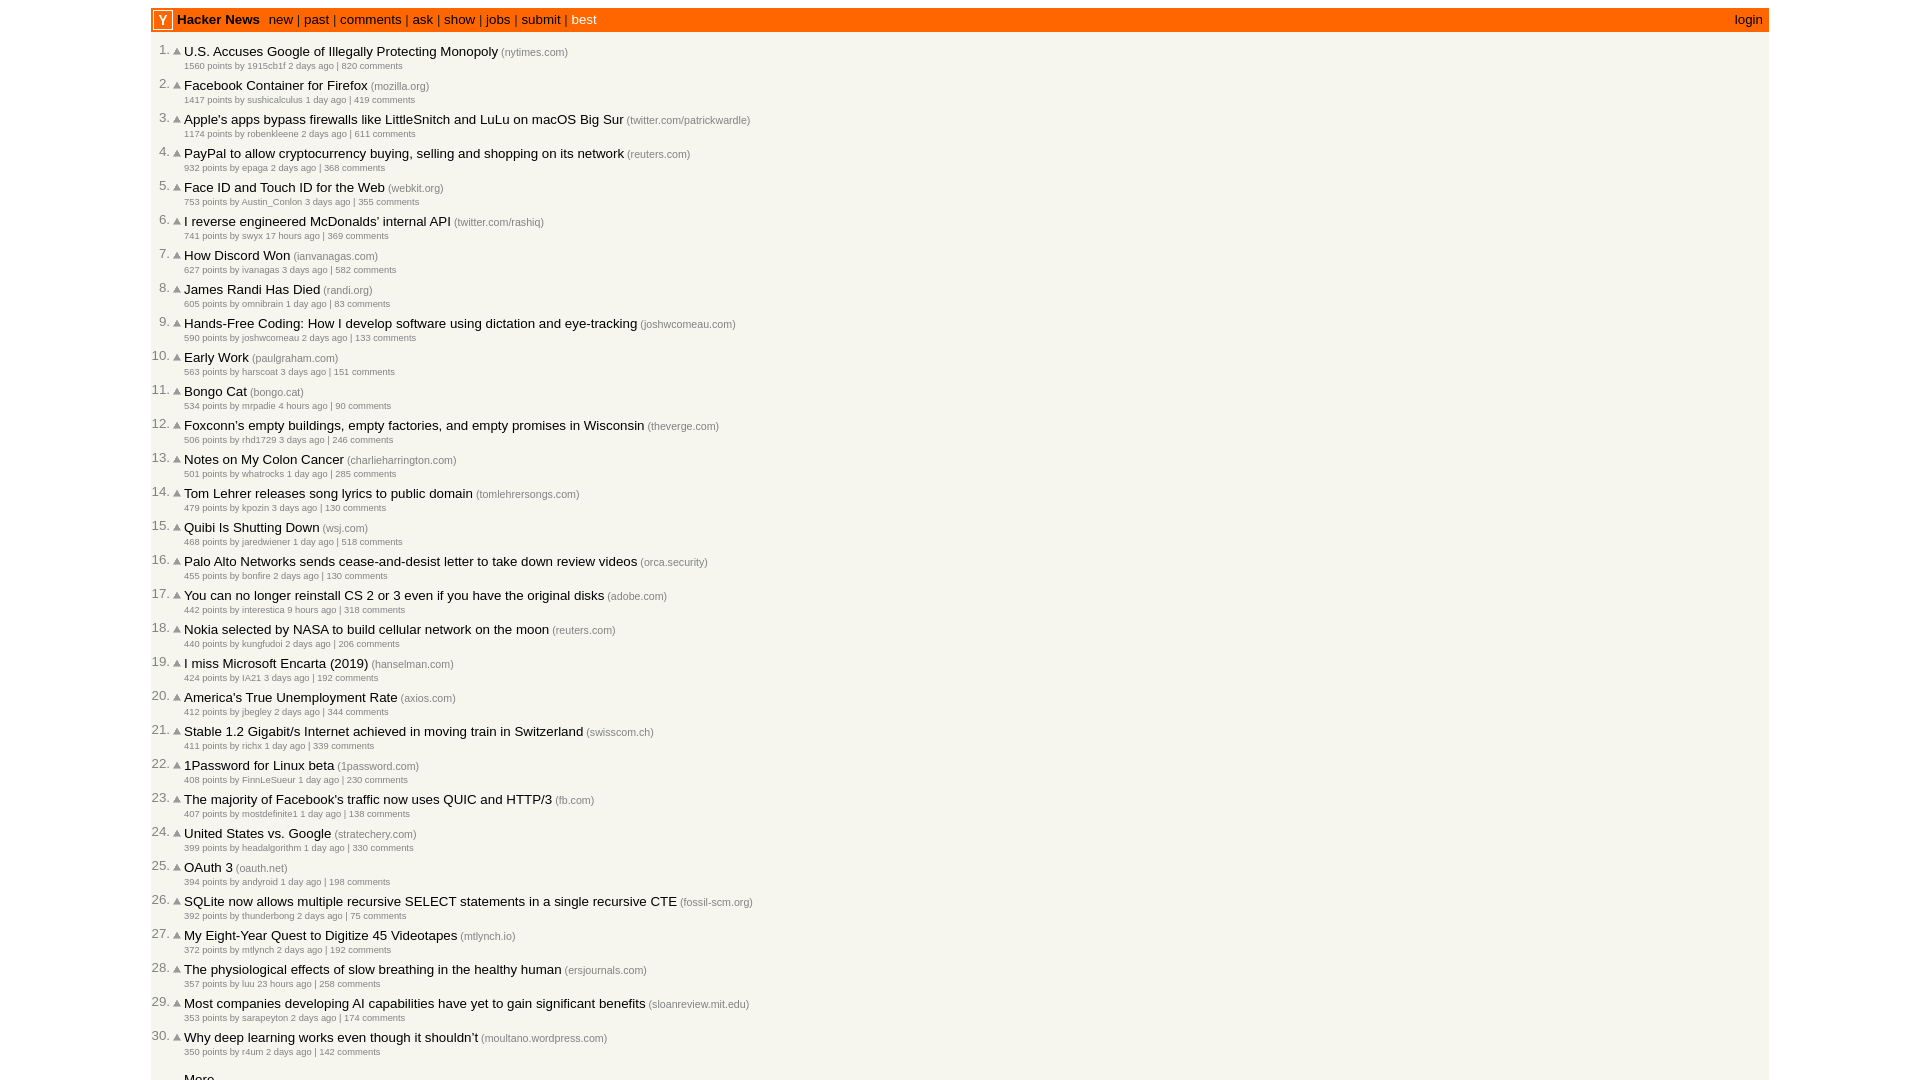 Y Hacker News new | past | comments | ask | show | jobs | submit | best login
1. U.S. Accuses Google of Illegally Protecting Monopoly (nytimes.com)
1560 points by 1915cb1f 2 days ago | 820 comments
2. Facebook Container for Firefox (mozilla.org)
1417 points by sushicalculus 1 day ago | 419 comments
3. Apple's apps bypass firewalls like LittleSnitch and LuLu on macOS Big Sur (twitter.com/patrickwardle)
1174 points by robenkleene 2 days ago | 611 comments
4. PayPal to allow cryptocurrency buying, selling and shopping on its network (reuters.com)
932 points by epaga 2 days ago | 368 comments
5. Face ID and Touch ID for the Web (webkit.org)
753 points by Austin_Conlon 3 days ago | 355 comments
6. I reverse engineered McDonalds’ internal API (twitter.com/rashiq)
741 points by swyx 17 hours ago | 369 comments
7. How Discord Won (ianvanagas.com)
627 points by ivanagas 3 days ago | 582 comments
8. James Randi Has Died (randi.org)
605 points by omnibrain 1 day ago | 83 comments
9. Hands-Free Coding: How I develop software using dictation and eye-tracking (joshwcomeau.com)
590 points by joshwcomeau 2 days ago | 133 comments
10. Early Work (paulgraham.com)
563 points by harscoat 3 days ago | 151 comments
11. Bongo Cat (bongo.cat)
534 points by mrpadie 4 hours ago | 90 comments
12. Foxconn’s empty buildings, empty factories, and empty promises in Wisconsin (theverge.com)
506 points by rhd1729 3 days ago | 246 comments
13. Notes on My Colon Cancer (charlieharrington.com)
501 points by whatrocks 1 day ago | 285 comments
14. Tom Lehrer releases song lyrics to public domain (tomlehrersongs.com)
479 points by kpozin 3 days ago | 130 comments
15. Quibi Is Shutting Down (wsj.com)
468 points by jaredwiener 1 day ago | 518 comments
16. Palo Alto Networks sends cease-and-desist letter to take down review videos (orca.security)
455 points by bonfire 2 days ago | 130 comments
17. You can no longer reinstall CS 2 or 3 even if you have the original disks (adobe.com)
442 points by interestica 9 hours ago | 318 comments
18. Nokia selected by NASA to build cellular network on the moon (reuters.com)
440 points by kungfudoi 2 days ago | 206 comments
19. I miss Microsoft Encarta (2019) (hanselman.com)
424 points by IA21 3 days ago | 192 comments
20. America's True Unemployment Rate (axios.com)
412 points by jbegley 2 days ago | 344 comments
21. Stable 1.2 Gigabit/s Internet achieved in moving train in Switzerland (swisscom.ch)
411 points by richx 1 day ago | 339 comments
22. 1Password for Linux beta (1password.com)
408 points by FinnLeSueur 1 day ago | 230 comments
23. The majority of Facebook’s traffic now uses QUIC and HTTP/3 (fb.com)
407 points by mostdefinite1 1 day ago | 138 comments
24. United States vs. Google (stratechery.com)
399 points by headalgorithm 1 day ago | 330 comments
25. OAuth 3 (oauth.net)
394 points by andyroid 1 day ago | 198 comments
26. SQLite now allows multiple recursive SELECT statements in a single recursive CTE (fossil-scm.org)
392 points by thunderbong 2 days ago | 75 comments
27. My Eight-Year Quest to Digitize 45 Videotapes (mtlynch.io)
372 points by mtlynch 2 days ago | 192 comments
28. The physiological effects of slow breathing in the healthy human (ersjournals.com)
357 points by luu 23 hours ago | 258 comments
29. Most companies developing AI capabilities have yet to gain significant benefits (sloanreview.mit.edu)
353 points by sarapeyton 2 days ago | 174 comments
30. Why deep learning works even though it shouldn’t (moultano.wordpress.com)
350 points by r4um 2 days ago | 142 comments
More